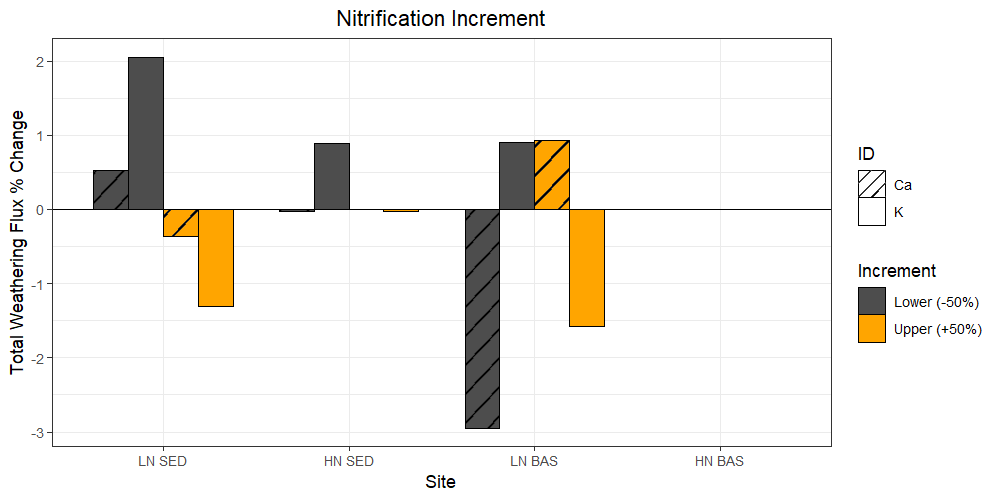 Nitrification Increment
Total Weathering Flux % Change
2
1
0
-1
-2
-3
LN SED
HN SED
LN BAS
HN BAS
Site
ID
Ca
K
Increment
Lower (-50%)
Upper (+50%)